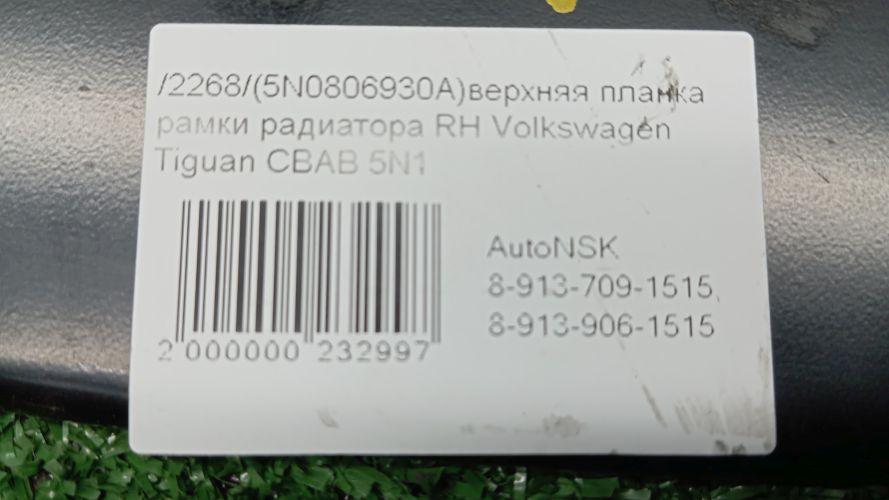 /2268/(5N0806930A)верхняя планка
рамки радиатора RH Volkswagen
Tiguan CBAB 5N1
AutoNSK
8-913-709-1515,
8-913-906-1515
2 000000 232997